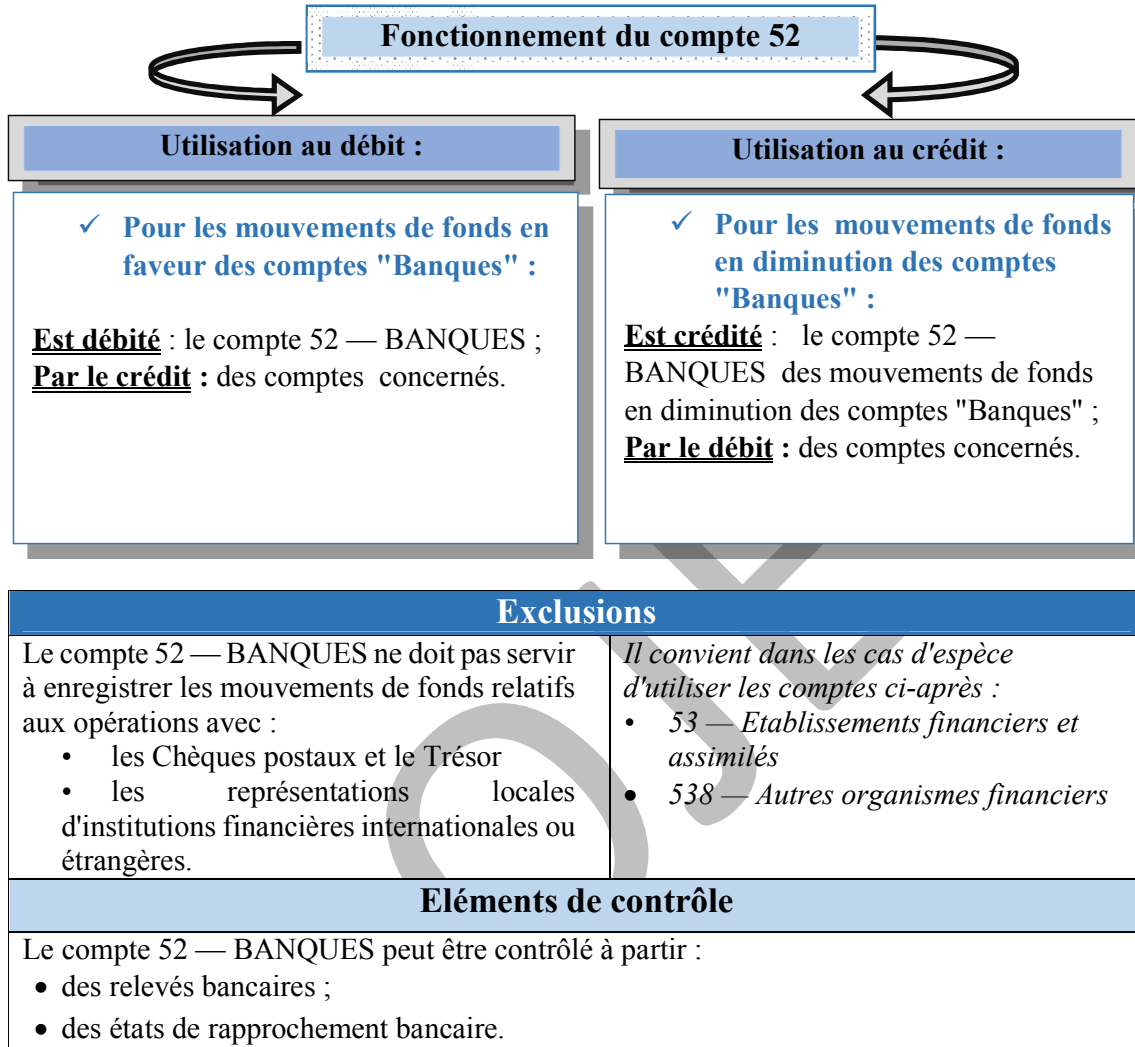 Fonctionnement du compte 52
Utilisation au débit :
✓ Pour les mouvements de fonds en
faveur des comptes "Banques" :
Est débité : le compte 52 — BANQUES ;
Par le crédit : des comptes concernés.
Utilisation au crédit :
✓ Pour les mouvements de fonds
en diminution des comptes
"Banques" :
Est crédité : le compte 52 —
BANQUES des mouvements de fonds
en diminution des comptes "Banques" ;
Par le débit : des comptes concernés.
Exclusions
Le compte 52 — BANQUES ne doit pas servir
à enregistrer les mouvements de fonds relatifs
aux opérations avec :
• les Chèques postaux et le Trésor
• les représentations locales
d'institutions financières internationales ou
étrangères.
Il convient dans les cas d'espèce
d'utiliser les comptes ci-après :
• 53 — Etablissements financiers et
assimilés
• 538 — Autres organismes financiers
Eléments de contrôle
Le compte 52 — BANQUES peut être contrôlé à partir :
• des relevés bancaires ;
• des états de rapprochement bancaire.